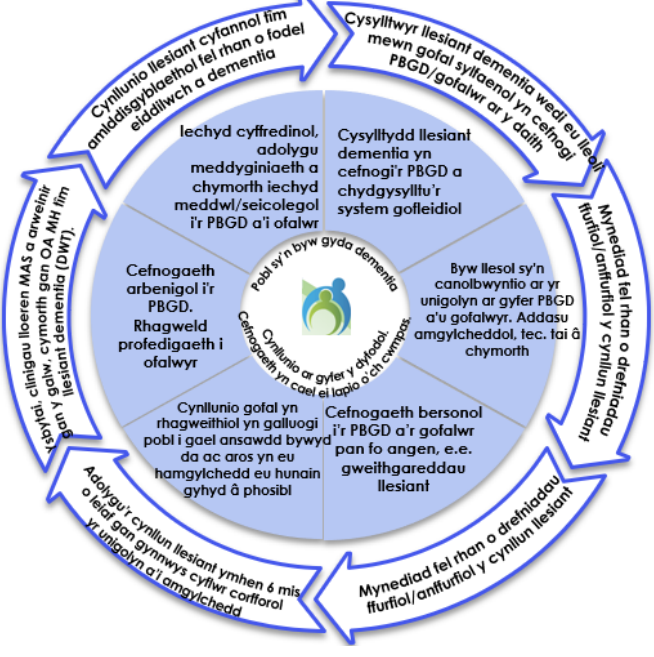 Cynllunio llesiant cyfannol tîm
amlddisgyblaethol fel rhan o fodel
eiddilwch a dementia
Cysylltwyr llesiant dementia wedi eu lleoli
mewn gofal sylfaenol yn cefnogi
PBGD/gofalwr ar y daith
Mynediad fel rhan o drefniadau
ffurfiol/anffurfiol y cynllun llesiant
Mynediad fel rhan o drefniadau
ffurfiol/anffurfiol y cynllun llesiant
Adolygu'r cynllun llesiant ymhen 6 mis
o leiaf gan gynnwys cyflwr corfforol
yr unigolyn a'i amgylchedd
Ysbytai, clinigau lloeren MAS a arweinir
gan y galw, cymorth gan OA MH tîm
llesiant dementia (DWT).
Iechyd cyffredinol,
adolygu
meddyginiaeth a
chymorth iechyd
meddwl/seicolegol
i'r PBGD a'i ofalwr
Cysylltydd llesiant
dementia yn
cefnogi'r PBGD a
chydgysylltu'r
system gofleidiol
Byw llesol sy'n
canolbwyntio ar yr
unigolyn ar gyfer PBGD
a'u gofalwyr. Addasu
amgylcheddol, tec. tai â
chymorth
Cefnogaeth bersonol
i'r PBGD a'r gofalwr
pan fo angen, e.e.
gweithgareddau
llesiant
Cynllunio gofal yn
rhagweithiol yn galluogi
pobl i gael ansawdd bywyd
da ac aros yn eu
hamgylchedd eu hunain
gyhyd â phosibl
Cefnogaeth
arbenigol i'r
PBGD.
Rhagweld
profedigaeth i
ofalwyr
Pobl sy'n byw gyda dementia
Cynllunio ar gyfer y dyfodol.
Cefnogaeth yn cael ei lapio o'ch cwmpas.